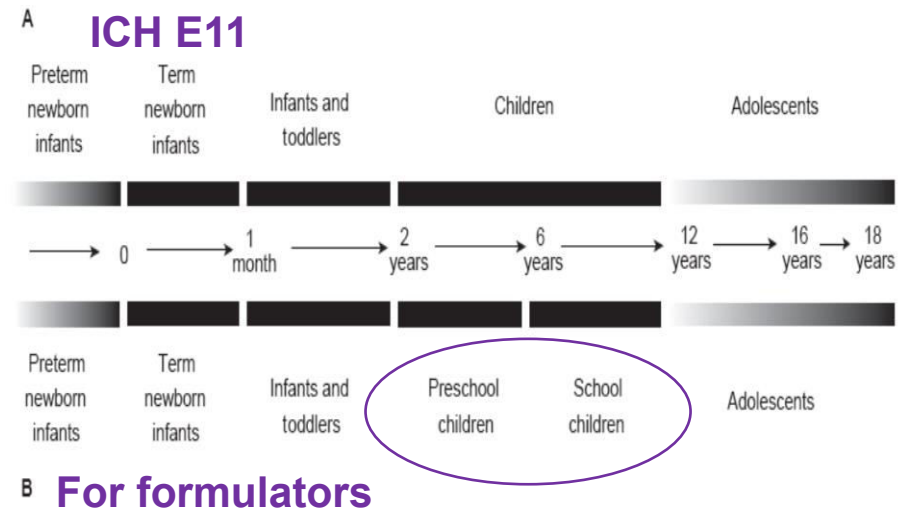 A
ICH E11
Preterm
newborn
infants
Term
newborn
infants
Infants and
toddlers
Children
Adolescents
0
1
month
2
years
6
years
12
years
16
years
18
years
Preterm
newborn
infants
Term
newborn
infants
Infants and
toddlers
Preschool
children
School
children
Adolescents
B
For formulators